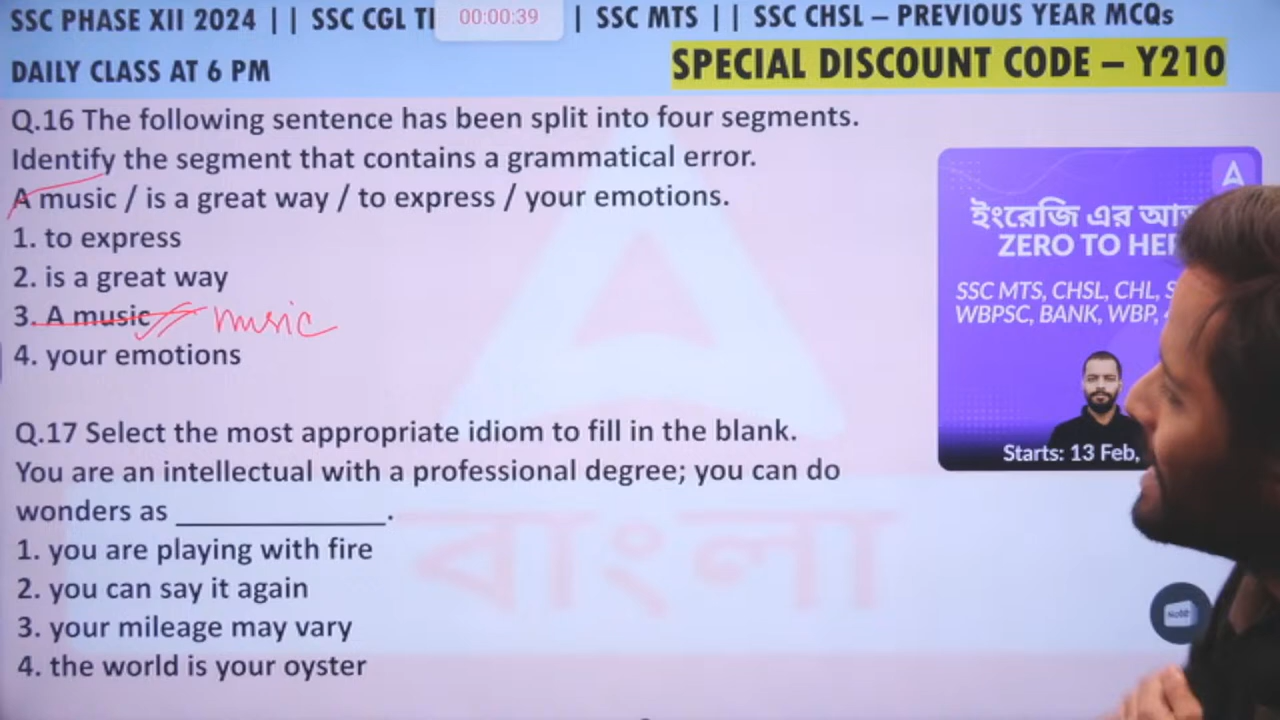 SSC PHASE XII 2024 || SSC CGL TI 00:00:39 | SSC MTS || SSC CHSL – PREVIOUS YEAR MCQs
DAILY CLASS AT 6 PM
SPECIAL DISCOUNT CODE – Y210
Q.16 The following sentence has been split into four segments.
Identify the segment that contains a grammatical error.
A music / is a great way / to express / your emotions.
1. to express
2. is a great way
3. A music music
4. your emotions
Q.17 Select the most appropriate idiom to fill in the blank.
You are an intellectual with a professional degree; you can do
wonders as ____________.
1. you are playing with fire
2. you can say it again
3. your mileage may vary
4. the world is your oyster
ইংরেজি এর
ZERO TO
SSC MTS, CHSL, CHL,
WBPSC, BANK, WBP,
Starts: 13 Feb,
বাংলা
Note